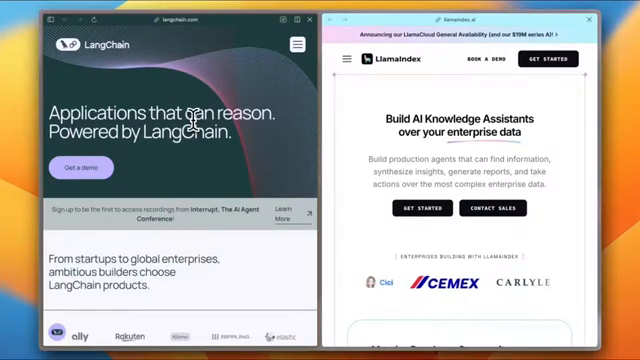 langchain.com
LangChain
Applications that can reason.
Powered by LangChain.
Get a demo
Sign up to be the first to access recordings from Interrupt, The AI Agent
Conference!
Learn
More
From startups to global enterprises,
ambitious builders choose
LangChain products.
ally
Rakuten
Klarna
RIPPLING
elastic
llamaindex.ai
Announcing our LlamaCloud General Availability (and our $19M series A)!
LlamaIndex
BOOK A DEMO
GET STARTED
Build AI Knowledge Assistants
over your enterprise data
Build production agents that can find information,
synthesize insights, generate reports, and take
actions over the most complex enterprise data.
GET STARTED
CONTACT SALES
ENTERPRISES BUILDING WITH LLAMAINDEX
Cici
CEMEX
CARLYLE